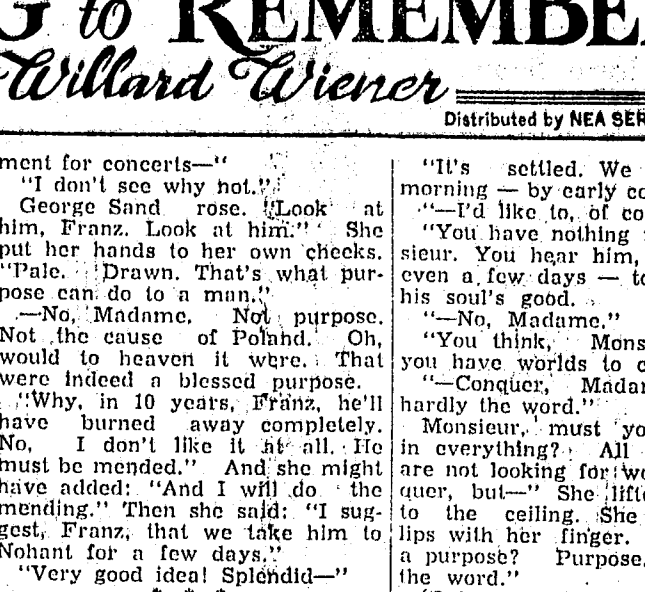 G to REMEMBE
Willard Wiener
Distributed by NEA SER
ment for concerts—"
"I don't see why not."
George Sand rose. "Look at
him, Franz. Look at him." She
put her hands to her own cheeks.
"Pale. Drawn. That's what pur-
pose can do to a man."
—No, Madame. Not purpose.
Not the cause of Poland. Oh,
would to heaven it were. That
were indeed a blessed purpose.
"Why, in 10 years, Franz, he'll
have burned away completely.
No, I don't like it at all. He
must be mended." And she might
have added: "And I will do the
mending." Then she said: "I sug-
gest, Franz, that we take him to
Nohant for a few days."
"Very good idea! Splendid—"
* * *
"It's settled. We
morning — by early co
"—I'd like to, of co
"You have nothing
sieur. You hear him,
even a few days — to
his soul's good.
"—No, Madame."
"You think, Mons
you have worlds to c
"—Conquer, Madam
hardly the word."
Monsieur, must yo
in everything? All
are not looking for wo
quer, but—" She lifte
to the ceiling. She
lips with her finger.
a purpose? Purpose,
the word."